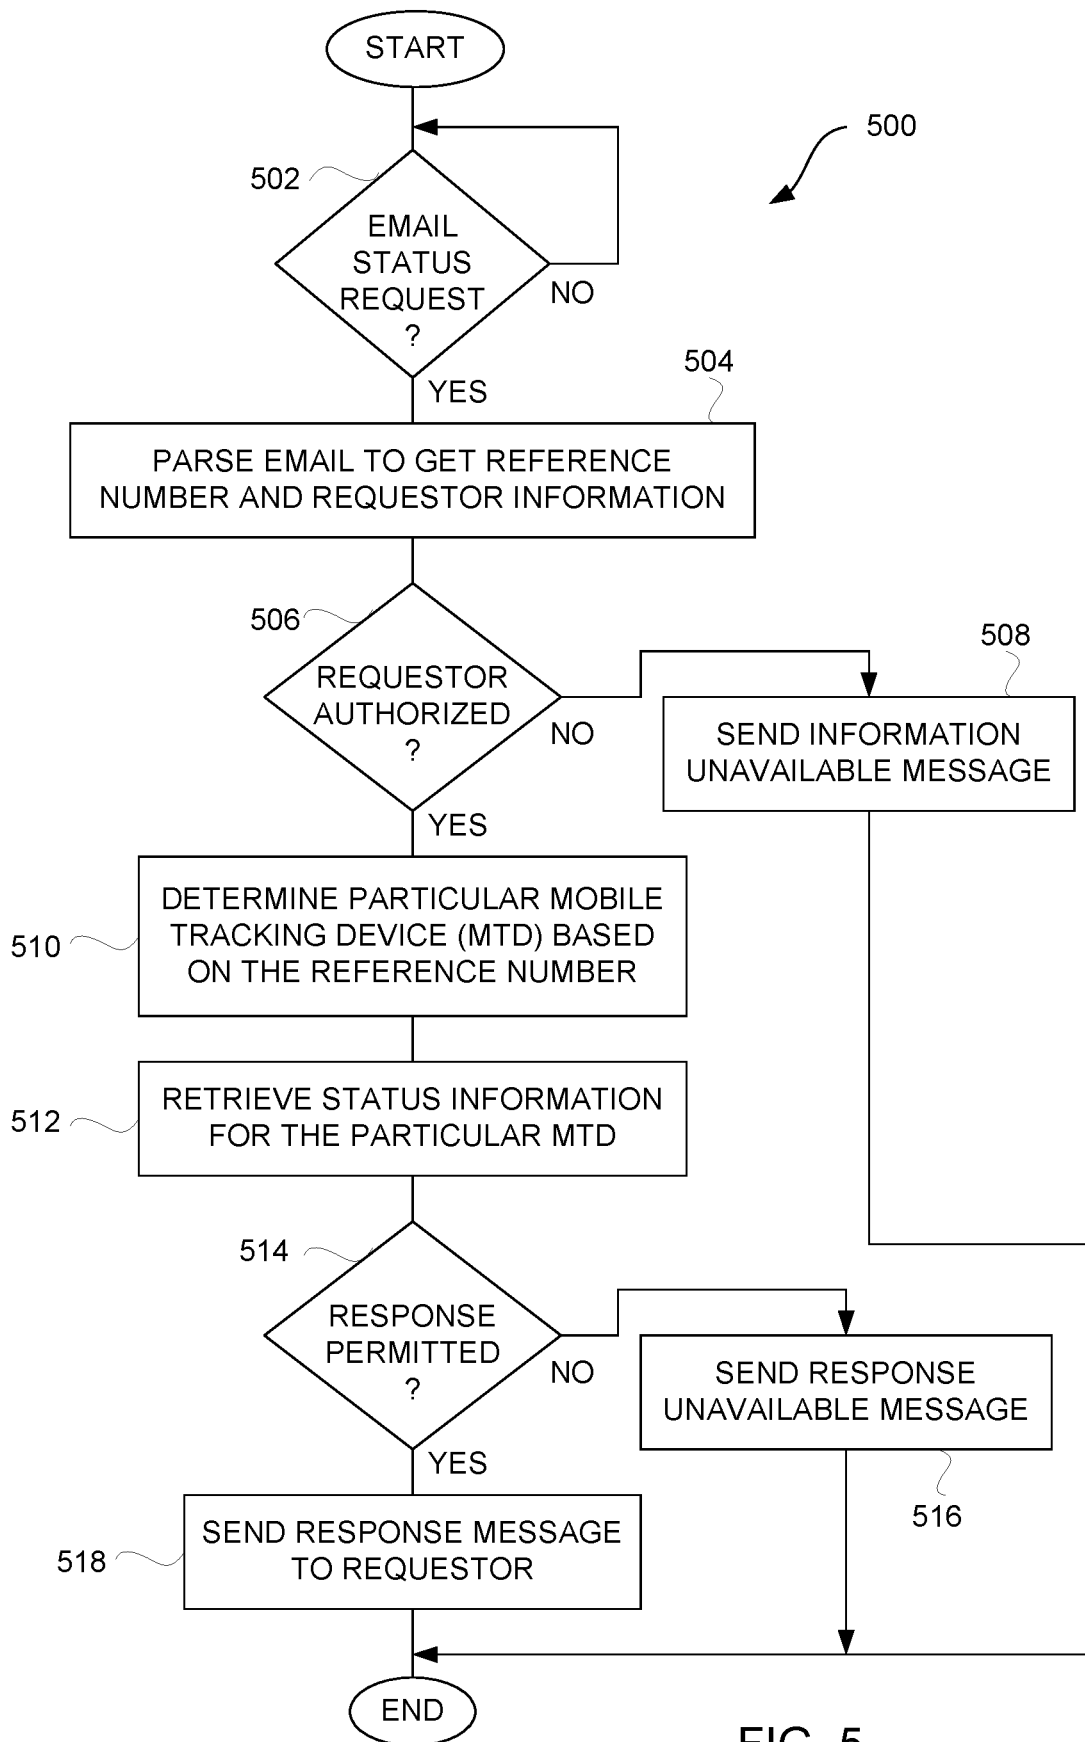 START
500
502
EMAIL
STATUS
REQUEST
?
NO
YES
504
PARSE EMAIL TO GET REFERENCE
NUMBER AND REQUESTOR INFORMATION
506
REQUESTOR
AUTHORIZED
?
NO
508
SEND INFORMATION
UNAVAILABLE MESSAGE
YES
510
DETERMINE PARTICULAR MOBILE
TRACKING DEVICE (MTD) BASED
ON THE REFERENCE NUMBER
512
RETRIEVE STATUS INFORMATION
FOR THE PARTICULAR MTD
514
RESPONSE
PERMITTED
?
NO
SEND RESPONSE
UNAVAILABLE MESSAGE
516
YES
518
SEND RESPONSE MESSAGE
TO REQUESTOR
END
FIG. 5